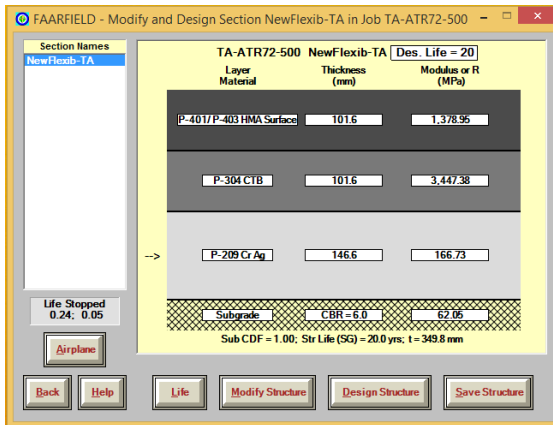 FAARFIELD - Modify and Design Section NewFlexib-TA in Job TA-ATR72-500
Section Names
NewFlexib-TA
TA-ATR72-500 NewFlexib-TA Des. Life = 20
Layer Material Thickness (mm) Modulus or R (MPa)
P-401/ P-403 HMA Surface 101.6 1,378.95
P-304 CTB 101.6 3,447.38
--> P-209 Cr Ag 146.6 166.73
Subgrade CBR = 6.0 62.05
Sub CDF = 1.00; Str Life (SG) = 20.0 yrs; t = 349.8 mm
Life Stopped
0.24; 0.05
Airplane
Back Help Life Modify Structure Design Structure Save Structure